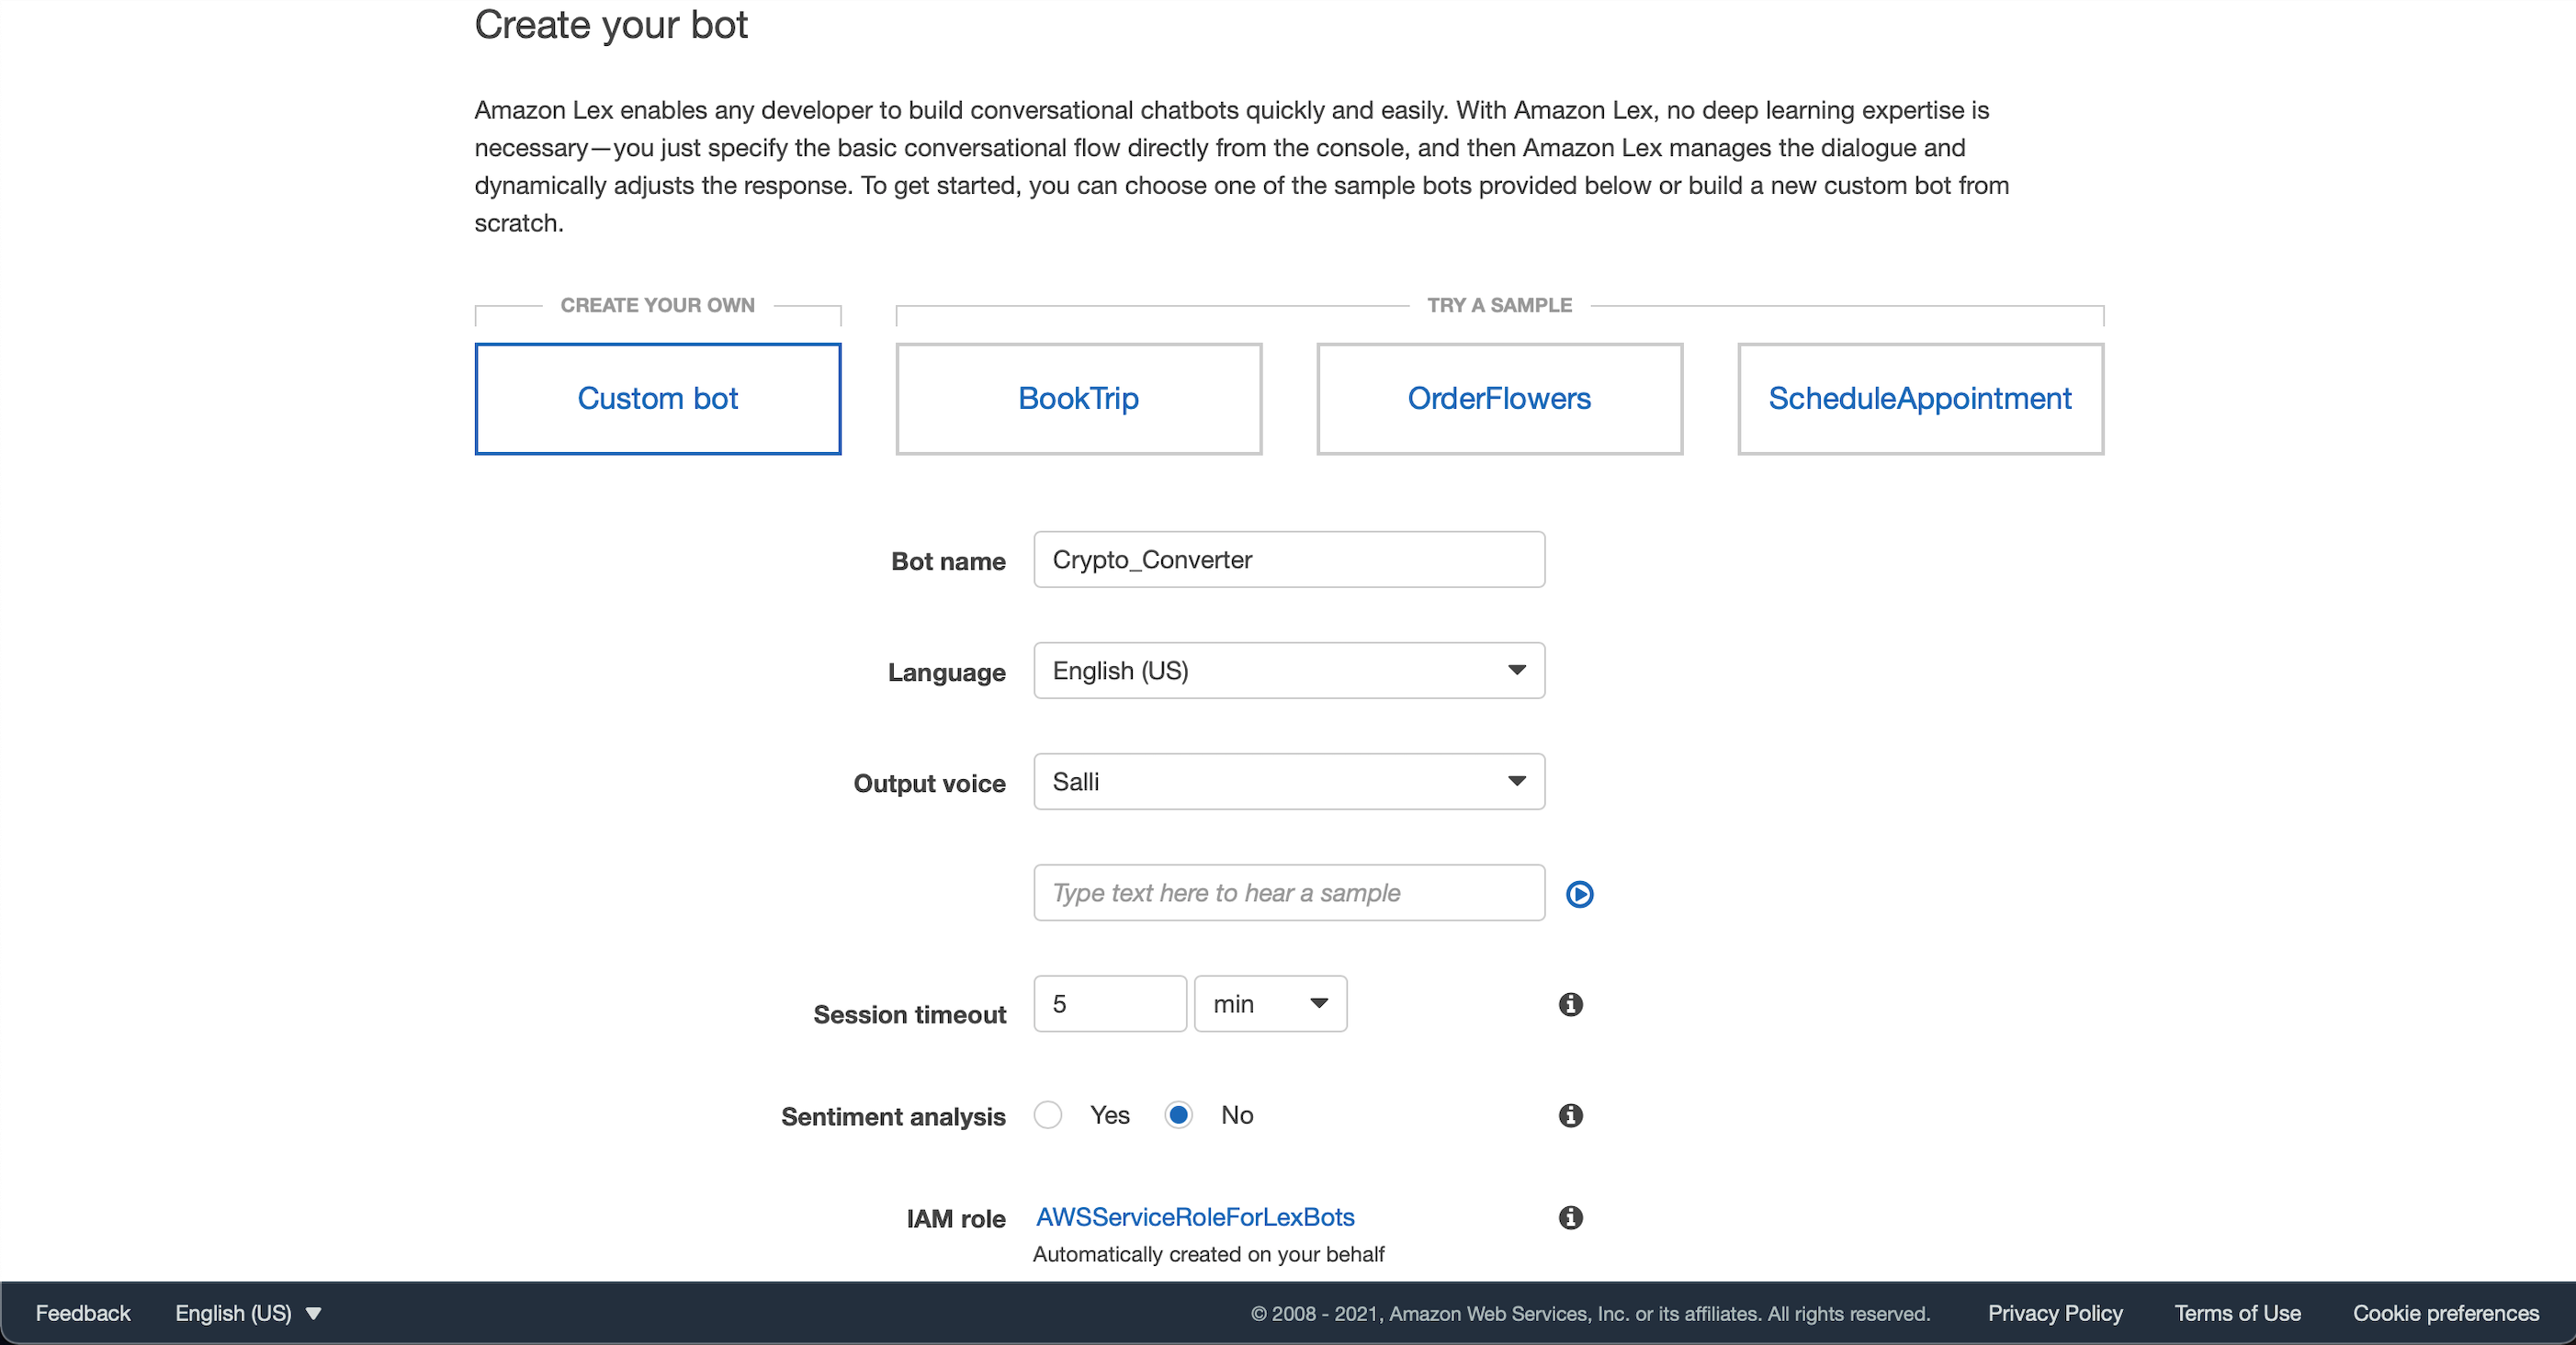 Create your bot
Amazon Lex enables any developer to build conversational chatbots quickly and easily. With Amazon Lex, no deep learning expertise is
necessary—you just specify the basic conversational flow directly from the console, and then Amazon Lex manages the dialogue and
dynamically adjusts the response. To get started, you can choose one of the sample bots provided below or build a new custom bot from
scratch.
CREATE YOUR OWN TRY A SAMPLE
Custom bot BookTrip OrderFlowers ScheduleAppointment
Bot name Crypto_Converter
Language English (US)
Output voice Salli
Type text here to hear a sample
Session timeout 5 min
Sentiment analysis Yes No
IAM role AWSServiceRoleForLexBots
Automatically created on your behalf
Feedback English (US) © 2008 - 2021, Amazon Web Services, Inc. or its affiliates. All rights reserved. Privacy Policy Terms of Use Cookie preferences